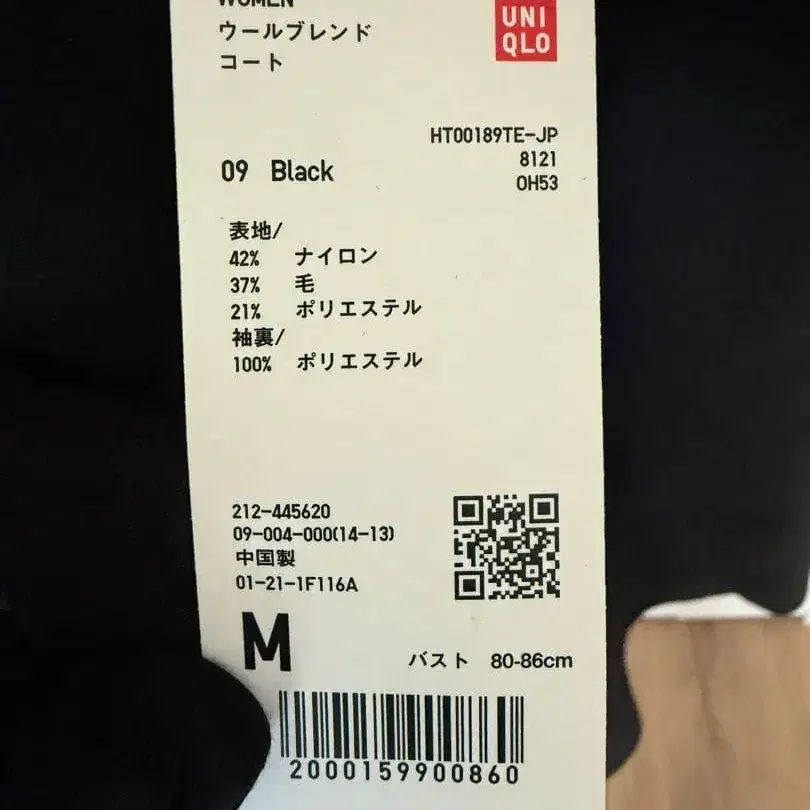 WOMEN
ウールブレンド
コート
UNI
QLO
HT00189TE-JP
8121
OH53
09 Black
表地/
42% ナイロン
37% 毛
21% ポリエステル
袖裏/
100% ポリエステル
212-445620
09-004-000(14-13)
中国製
01-21-1F116A
M
バスト 80-86cm
2000159900860